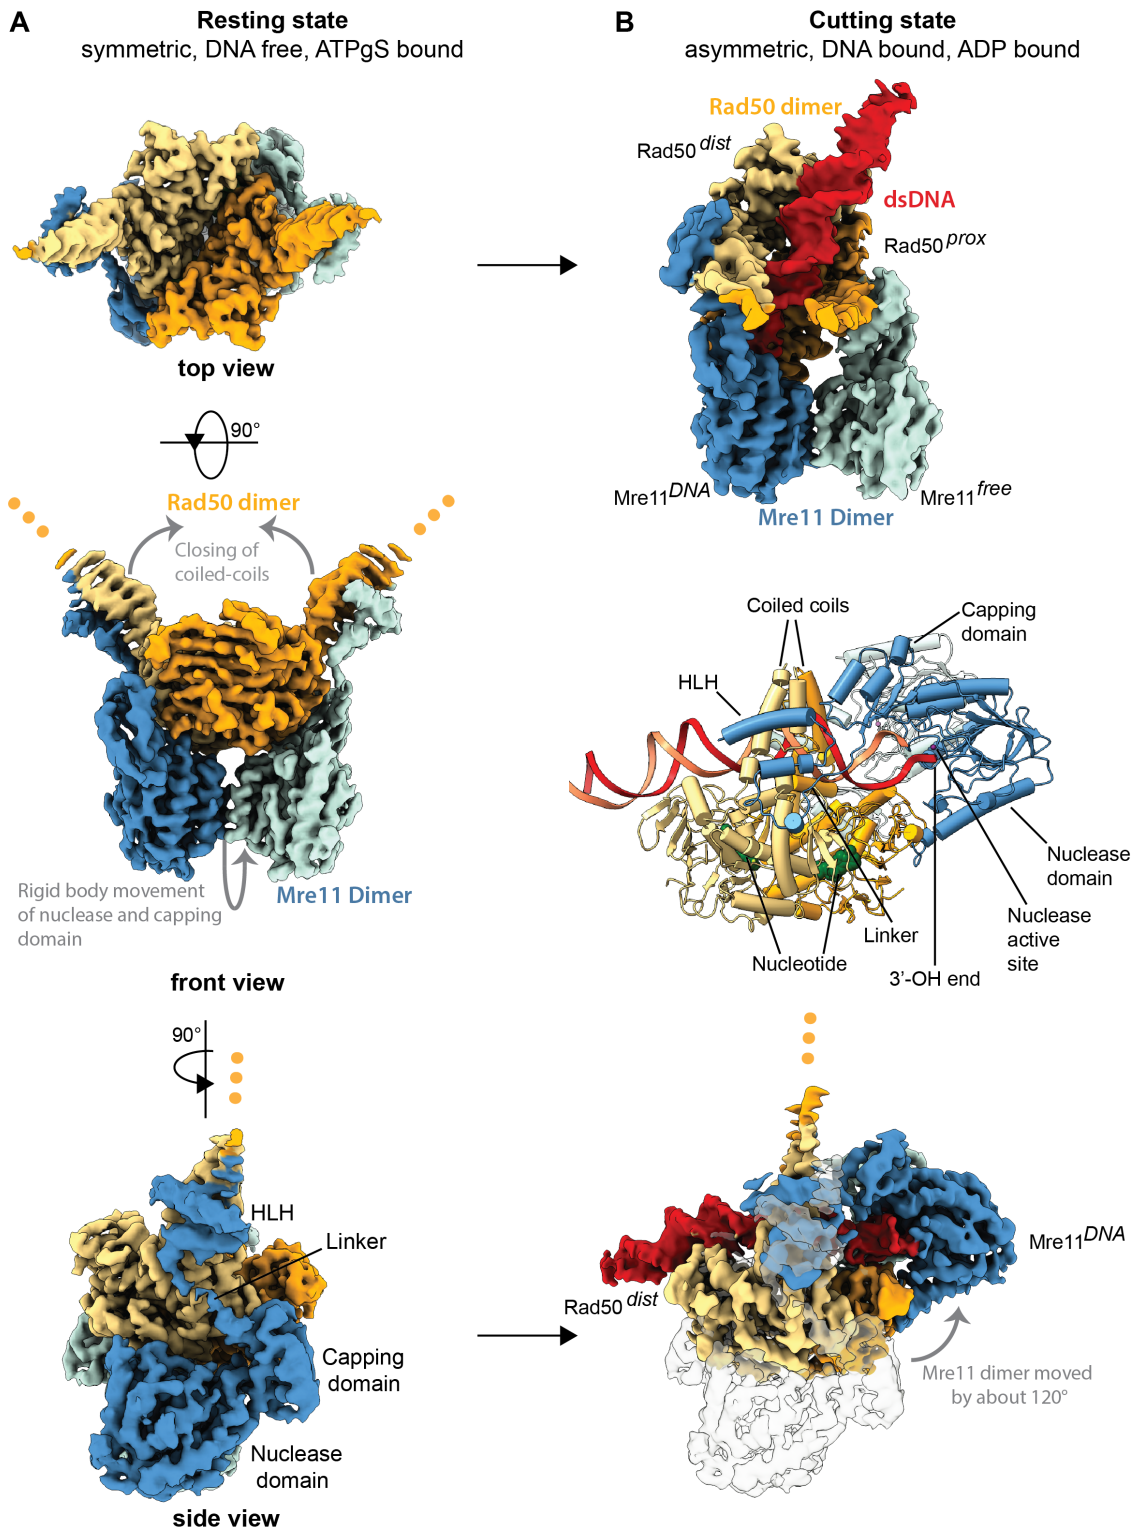 A
Resting state
symmetric, DNA free, ATPgS bound
top view
90°
Rad50 dimer
Closing of
coiled-coils
Rigid body movement
of nuclease and capping
domain
Mre11 Dimer
front view
90°
HLH
Linker
Capping
domain
Nuclease
domain
side view
B
Cutting state
asymmetric, DNA bound, ADP bound
Rad50 dimer
Rad50 dist
dsDNA
Rad50 prox
Mre11 DNA
Mre11 free
Mre11 Dimer
Coiled coils
Capping
domain
HLH
Nuclease
domain
Nuclease
active
site
Linker
Nucleotide
3'-OH end
Mre11 DNA
Rad50 dist
Mre11 dimer moved
by about 120°